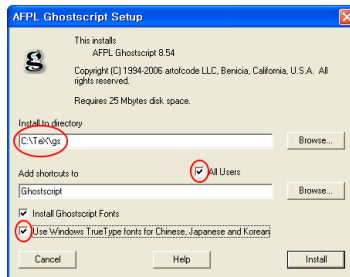 AFPL Ghostscript Setup
This installs
AFPL Ghostscript 8.54
Copyright (C) 1994-2006 artofcode LLC, Benicia, California, U.S.A. All
rights reserved.
Requires 25 Mbytes disk space.
Install to directory
C:\TeX\gs
Browse...
Add shortcuts to
All Users
Ghostscript
Browse...
Install Ghostscript Fonts
Use Windows TrueType fonts for Chinese, Japanese and Korean
Cancel
Help
Install